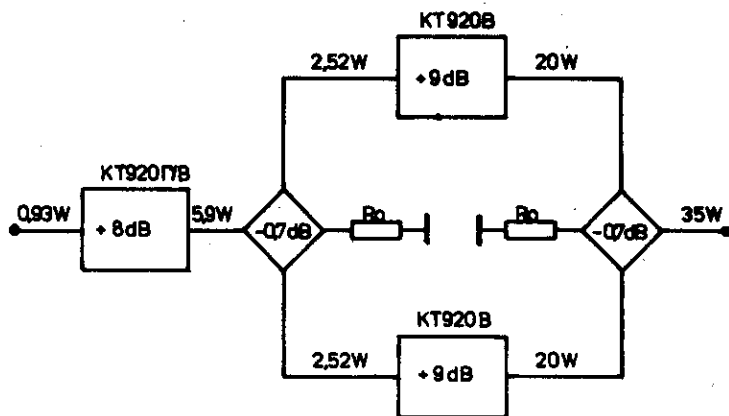 KT920B
2,52W
+9dB
20W
KT920Г/B
0,93W
+8dB
5,9W
-0,7dB
Ro
Ro
-0,7dB
35W
KT920B
2,52W
+9dB
20W